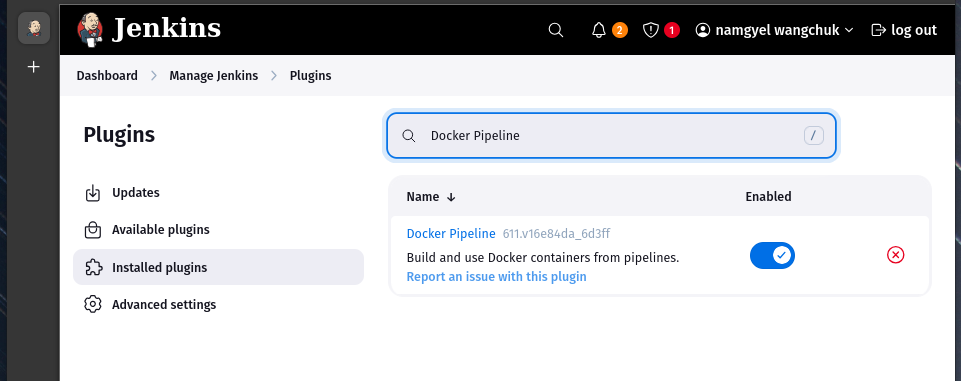 Jenkins
2
1
namgyel wangchuk
log out
Dashboard
Manage Jenkins
Plugins
Plugins
Docker Pipeline
/
Updates
Available plugins
Installed plugins
Advanced settings
Name ↓
Enabled
Docker Pipeline 611.v16e84da_6d3ff
Build and use Docker containers from pipelines.
Report an issue with this plugin